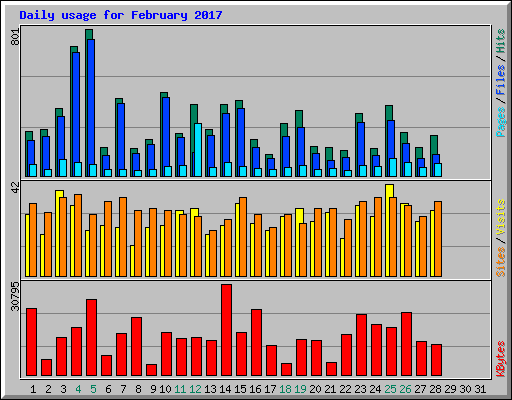 Daily usage for February 2017
801
42
30795
Pages / Files / Hits
Sites / Visits
KBytes
1 2 3 4 5 6 7 8 9 10 11 12 13 14 15 16 17 18 19 20 21 22 23 24 25 26 27 28 29 30 31